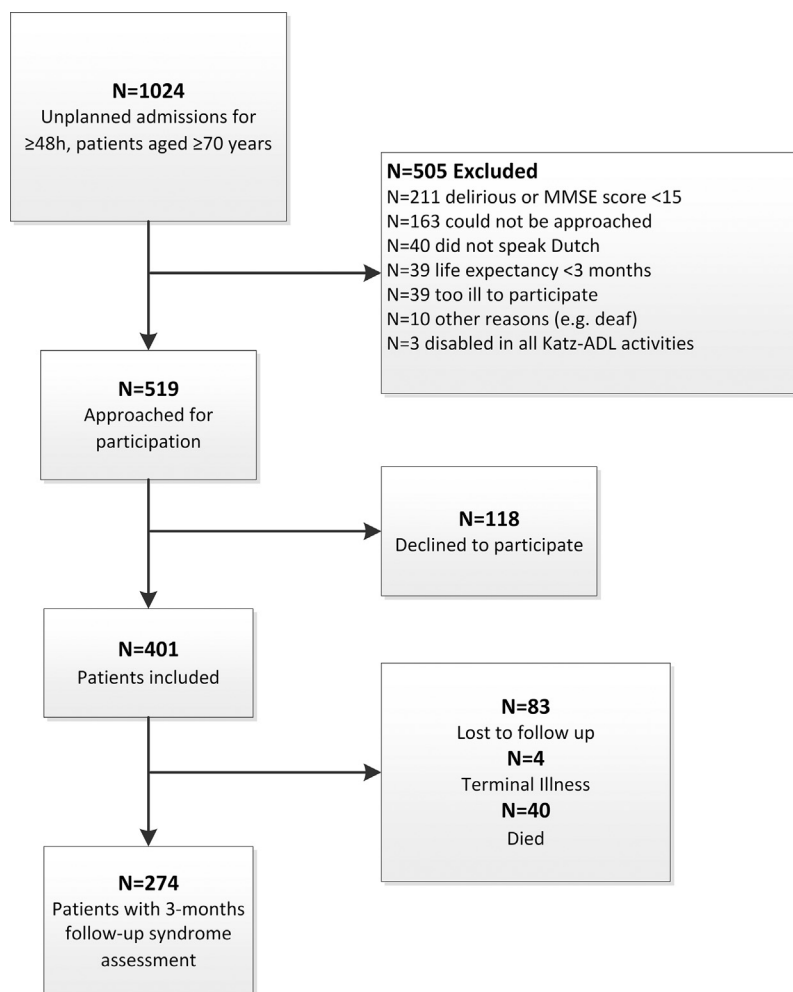 N=1024
Unplanned admissions for
≥48h, patients aged ≥70 years
N=505 Excluded
N=211 delirious or MMSE score <15
N=163 could not be approached
N=40 did not speak Dutch
N=39 life expectancy <3 months
N=39 too ill to participate
N=10 other reasons (e.g. deaf)
N=3 disabled in all Katz-ADL activities
N=519
Approached for
participation
N=118
Declined to participate
N=401
Patients included
N=83
Lost to follow up
N=4
Terminal Illness
N=40
Died
N=274
Patients with 3-months
follow-up syndrome
assessment